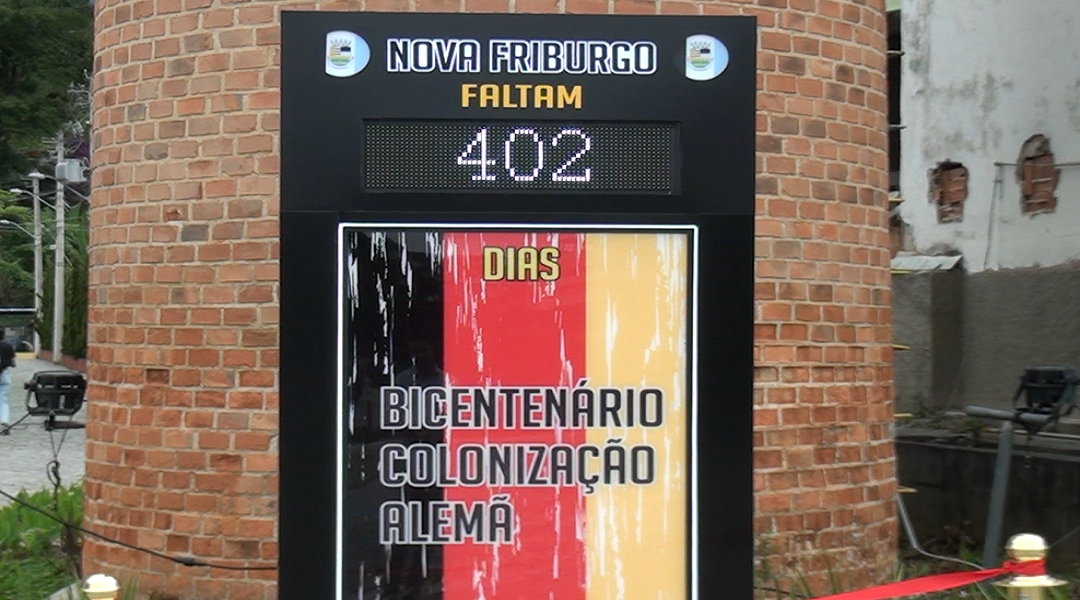 NOVA FRIBURGO
FALTAM
402
DIAS
BICENTENÁRIO
COLONIZAÇÃO
ALEMÃ